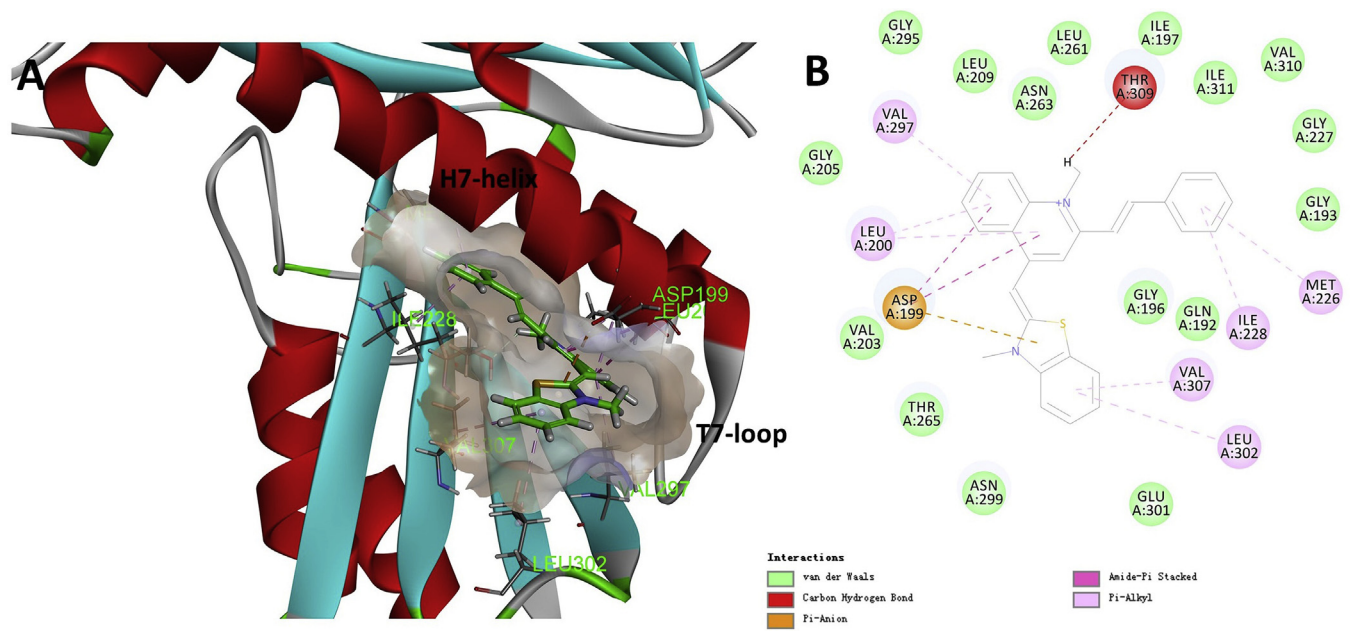 A
H7-helix
ASP199
ILE228
T7-loop
LEU302
B
GLY
A:295
LEU
A:209
LEU
A:261
ILE
A:197
ASN
A:263
THR
A:309
ILE
A:311
VAL
A:310
VAL
A:297
GLY
A:227
GLY
A:205
H
+N
GLY
A:193
LEU
A:200
ASP
A:199
GLY
A:196
GLN
A:192
MET
A:226
ILE
A:228
VAL
A:203
S
N
VAL
A:307
THR
A:265
LEU
A:302
ASN
A:299
GLU
A:301
Interactions
van der Waals
Carbon Hydrogen Bond
Pi-Anion
Amide-Pi Stacked
Pi-Alkyl